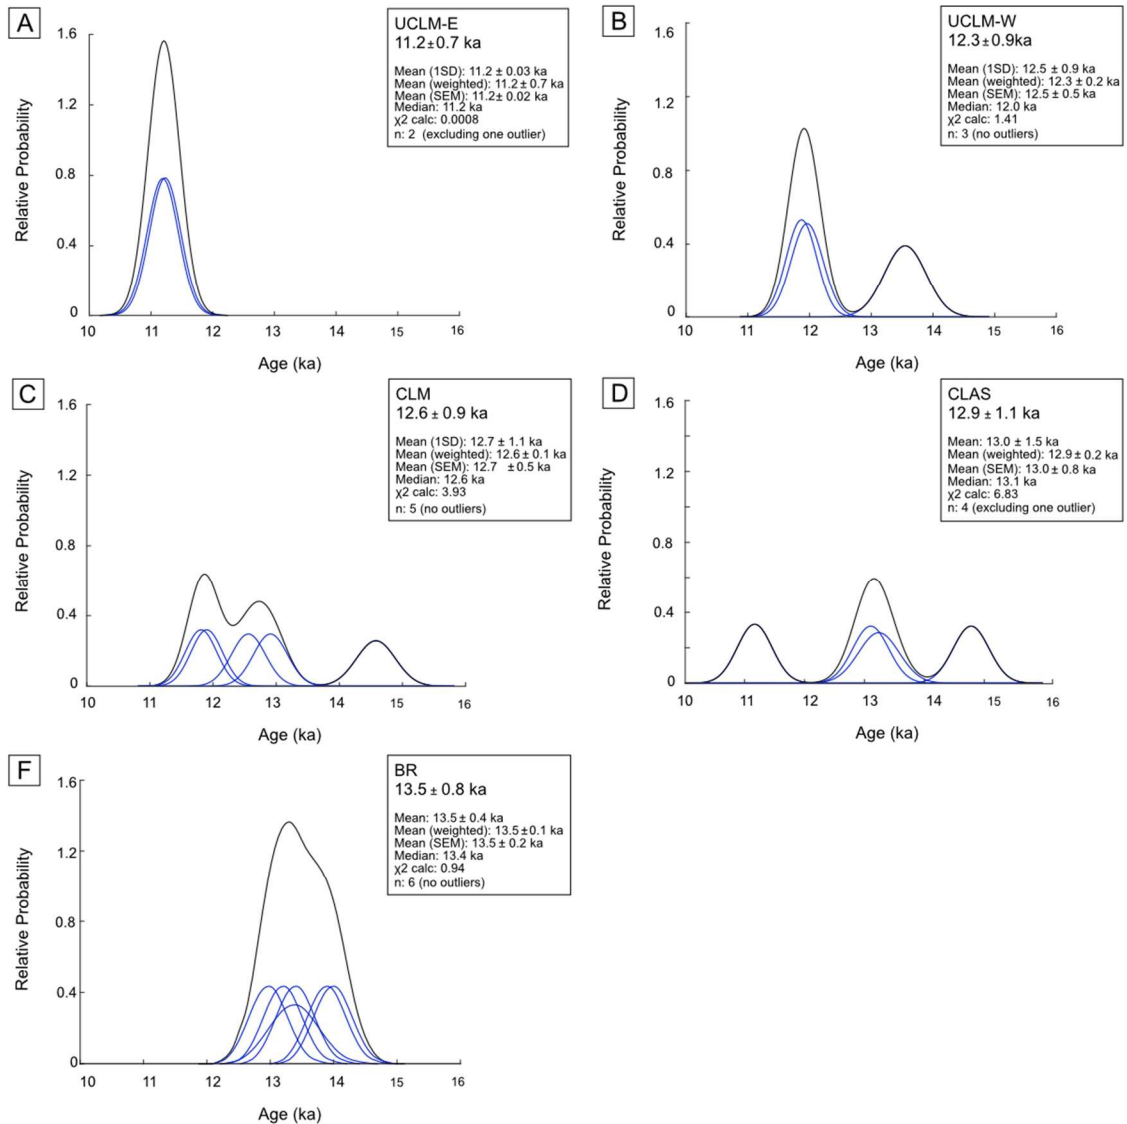 A
UCLM-E
11.2±0.7 ka
Mean (1SD): 11.2 ± 0.03 ka
Mean (weighted): 11.2±0.7 ka
Mean (SEM): 11.2± 0.02 ka
Median: 11.2 ka
χ2 calc: 0.0008
n: 2 (excluding one outlier)
1.6
1.2
0.8
0.4
0
Relative Probability
10 11 12 13 14 15 16
Age (ka)
B
UCLM-W
12.3±0.9ka
Mean (1SD): 12.5 ± 0.9 ka
Mean (weighted): 12.3 ± 0.2 ka
Mean (SEM): 12.5 ± 0.5 ka
Median: 12.0 ka
χ2 calc: 1.41
n: 3 (no outliers)
1.6
1.2
0.8
0.4
0
Relative Probability
10 11 12 13 14 15 16
Age (ka)
C
CLM
12.6 ± 0.9 ka
Mean (1SD): 12.7 ± 1.1 ka
Mean (weighted): 12.6 ± 0.1 ka
Mean (SEM): 12.7 ± 0.5 ka
Median: 12.6 ka
χ2 calc: 3.93
n: 5 (no outliers)
1.6
1.2
0.8
0.4
0
Relative Probability
10 11 12 13 14 15 16
Age (ka)
D
CLAS
12.9 ± 1.1 ka
Mean: 13.0 ± 1.5 ka
Mean (weighted): 12.9 ± 0.2 ka
Mean (SEM): 13.0 ± 0.8 ka
Median: 13.1 ka
χ2 calc: 6.83
n: 4 (excluding one outlier)
1.6
1.2
0.8
0.4
0
Relative Probability
10 11 12 13 14 15 16
Age (ka)
F
BR
13.5 ± 0.8 ka
Mean: 13.5 ± 0.4 ka
Mean (weighted): 13.5 ±0.1 ka
Mean (SEM): 13.5 ± 0.2 ka
Median: 13.4 ka
χ2 calc: 0.94
n: 6 (no outliers)
1.6
1.2
0.8
0.4
0
Relative Probability
10 11 12 13 14 15 16
Age (ka)